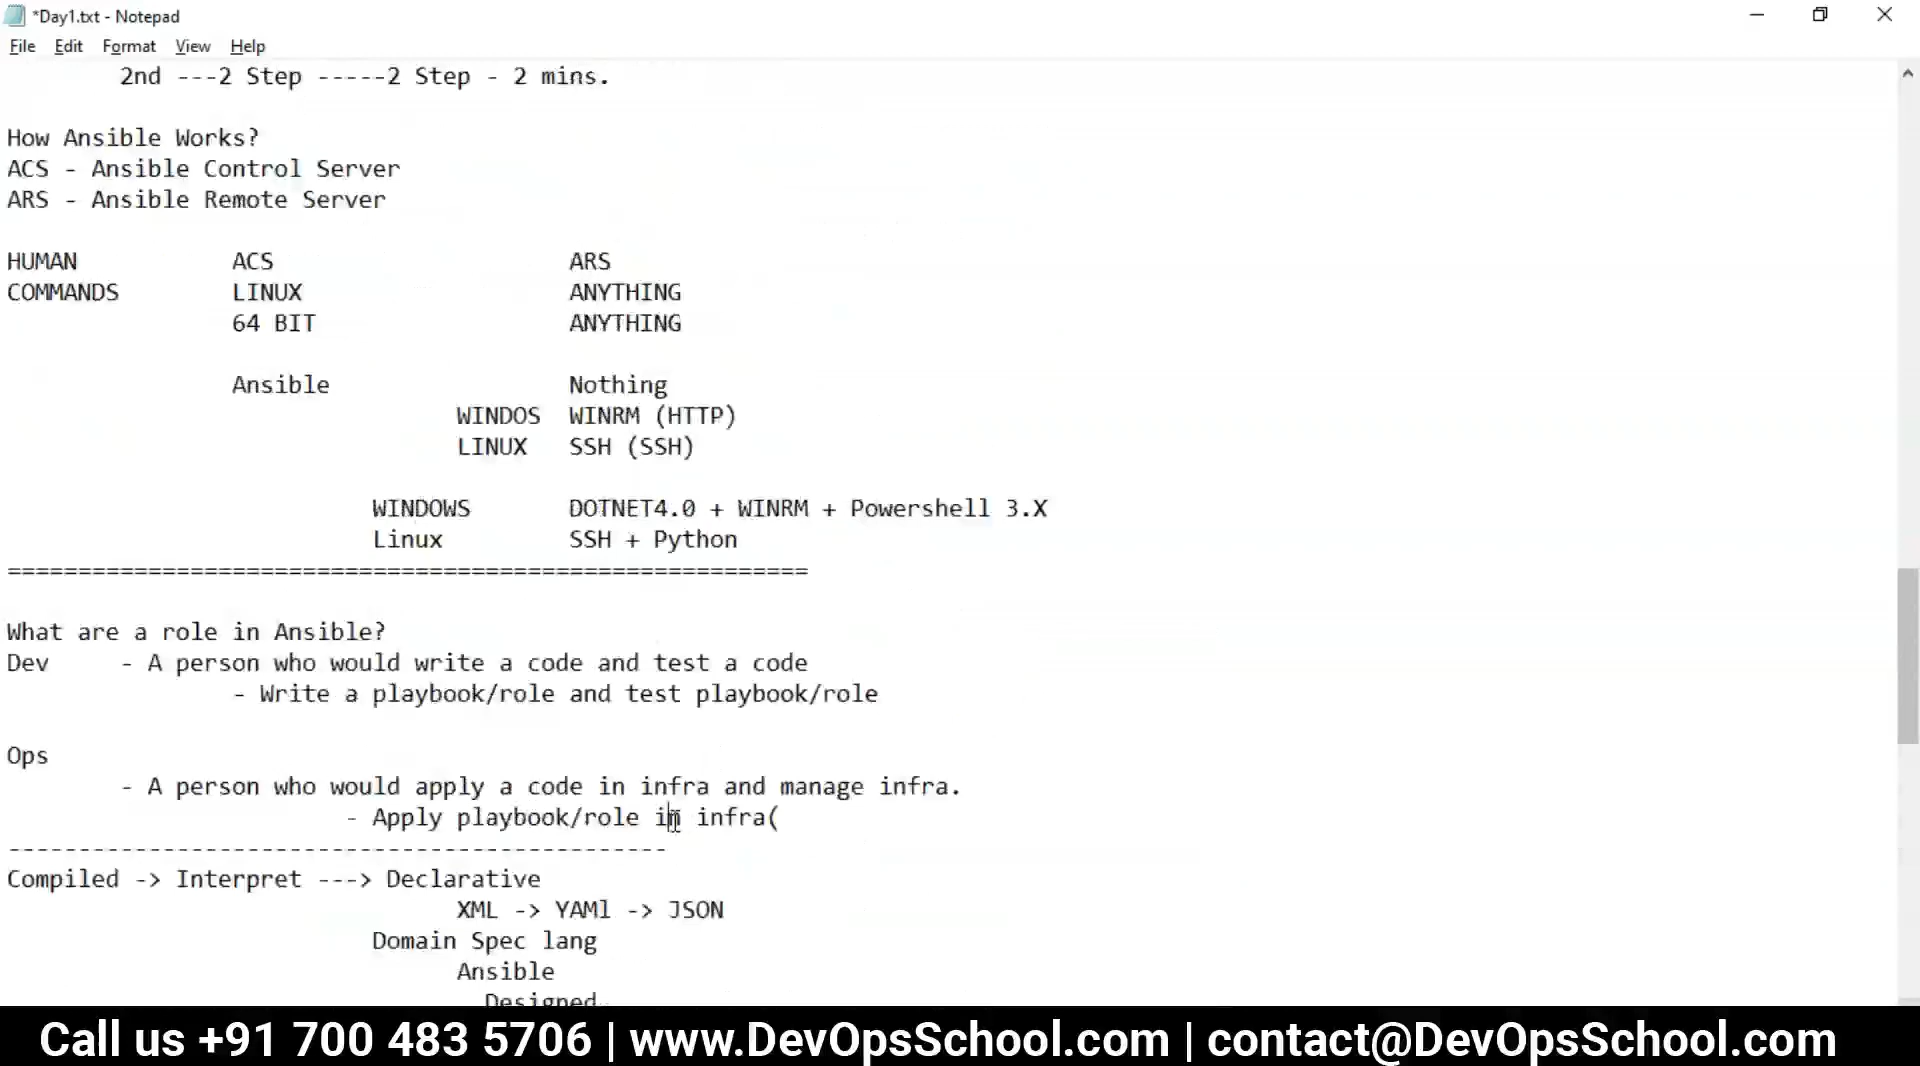 *Day1.txt - Notepad
File Edit Format View Help
2nd ---2 Step -----2 Step - 2 mins.
How Ansible Works?
ACS - Ansible Control Server
ARS - Ansible Remote Server
HUMAN ACS ARS
COMMANDS LINUX ANYTHING
64 BIT ANYTHING
Ansible Nothing
WINDOS WINRM (HTTP)
LINUX SSH (SSH)
WINDOWS DOTNET4.0 + WINRM + Powershell 3.X
Linux SSH + Python
=========================================================
What are a role in Ansible?
Dev - A person who would write a code and test a code
- Write a playbook/role and test playbook/role
Ops
- A person who would apply a code in infra and manage infra.
- Apply playbook/role in infra(
-----------------------------------------------
Compiled -> Interpret ---> Declarative
XML -> YAMl -> JSON
Domain Spec lang
Ansible
Designed
Call us +91 700 483 5706 | www.DevOpsSchool.com | contact@DevOpsSchool.com